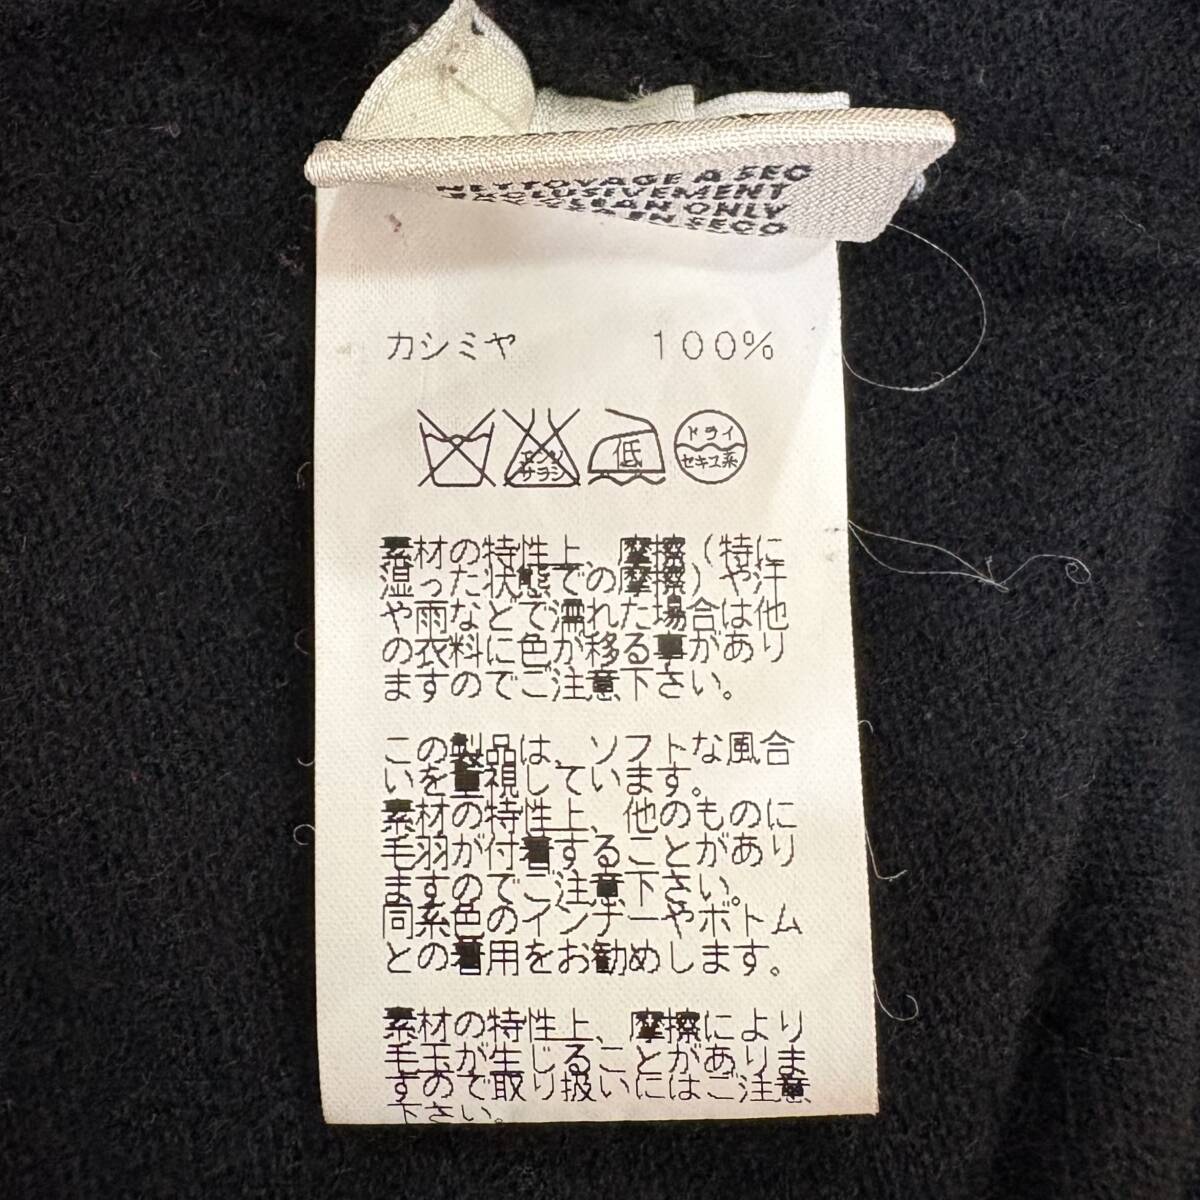 NETTOYAGE A SEC
EXCLUSIVEMENT
CLEAN ONLY
SECO
カシミヤ 100%
エンソ
サラシ
低
ドライ
セキユ系
素材の特性上、摩擦（特に
湿った状態での摩擦）や汗
や雨などで濡れた場合は他
の衣料に色が移る事があり
ますのでご注意下さい。
この製品は、ソフトな風合
いを重視しています。
素材の特性上、他のものに
毛羽が付着することがあり
ますのでご注意下さい。
同系色のインナーやボトム
との着用をお勧めします。
素材の特性上、摩擦により
毛玉が生じることがありま
すので取り扱いにはご注意
下さい。